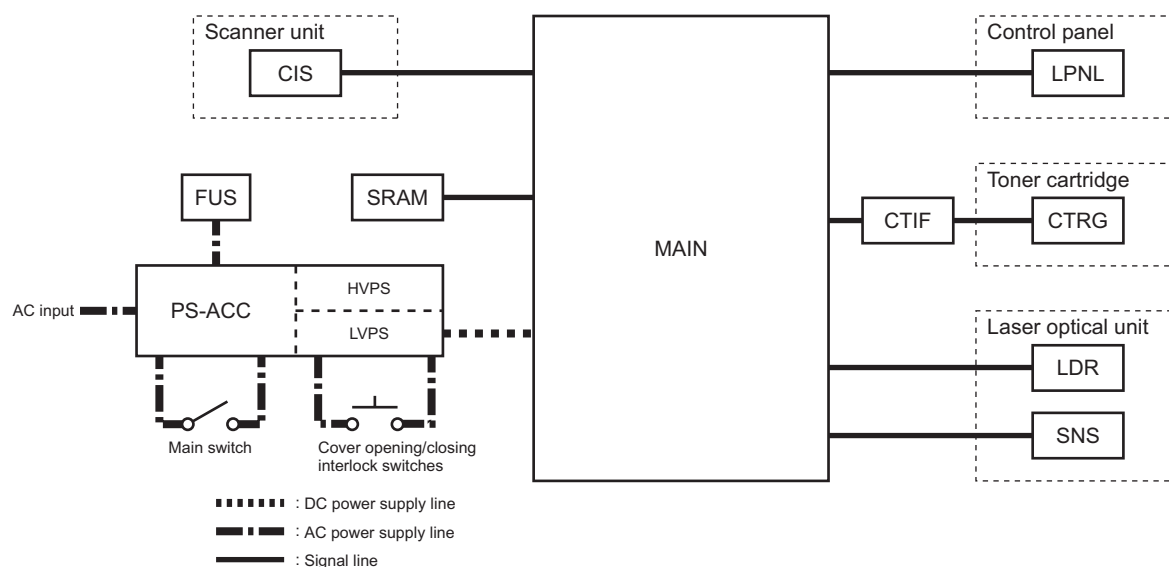 Scanner unit
CIS
Control panel
LPNL
FUS
SRAM
MAIN
Toner cartridge
CTIF
CTRG
AC input
PS-ACC
HVPS
LVPS
Laser optical unit
LDR
SNS
Main switch
Cover opening/closing
interlock switches
: DC power supply line
: AC power supply line
: Signal line